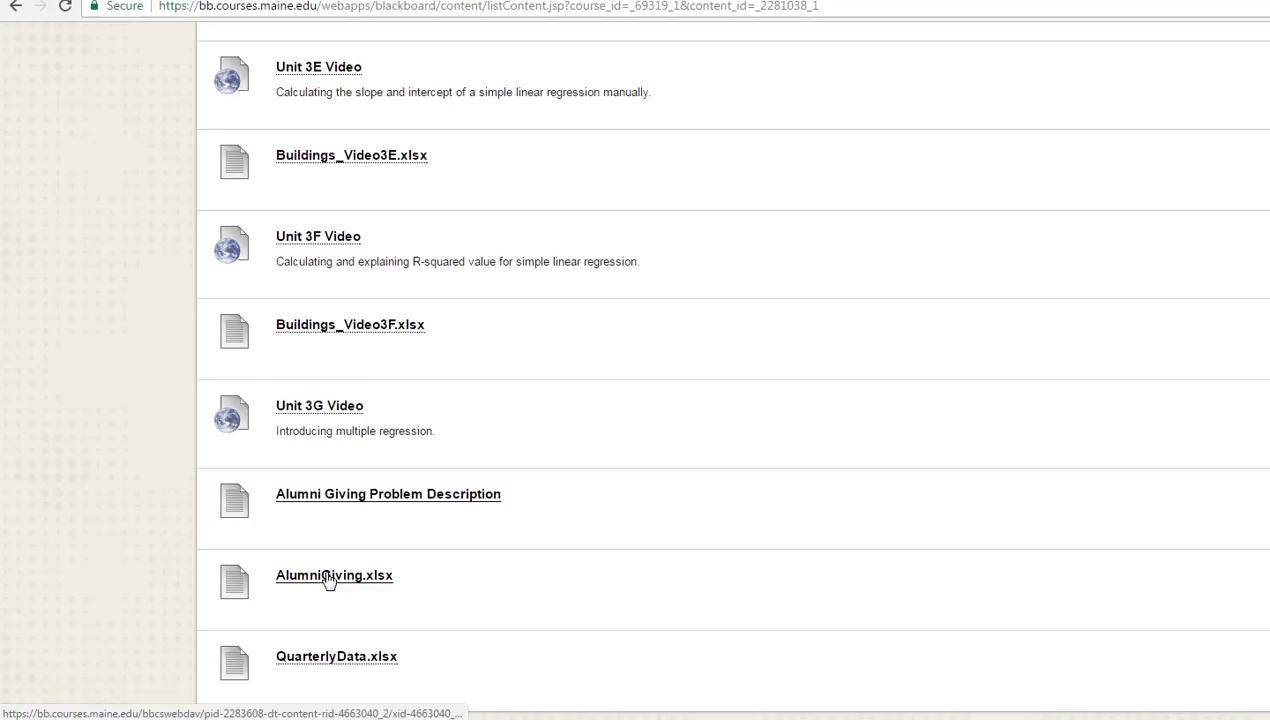 Secure https://bb.courses.maine.edu/webapps/blackboard/content/listContent.jsp?course_id=_69319_1&content_id=_2281038_1
Unit 3E Video
Calculating the slope and intercept of a simple linear regression manually.
Buildings_Video3E.xlsx
Unit 3F Video
Calculating and explaining R-squared value for simple linear regression.
Buildings_Video3F.xlsx
Unit 3G Video
Introducing multiple regression.
Alumni Giving Problem Description
AlumniGiving.xlsx
QuarterlyData.xlsx
https://bb.courses.maine.edu/bbcswebdav/pid-2283608-dt-content-rid-4663040_2/xid-4663040_...